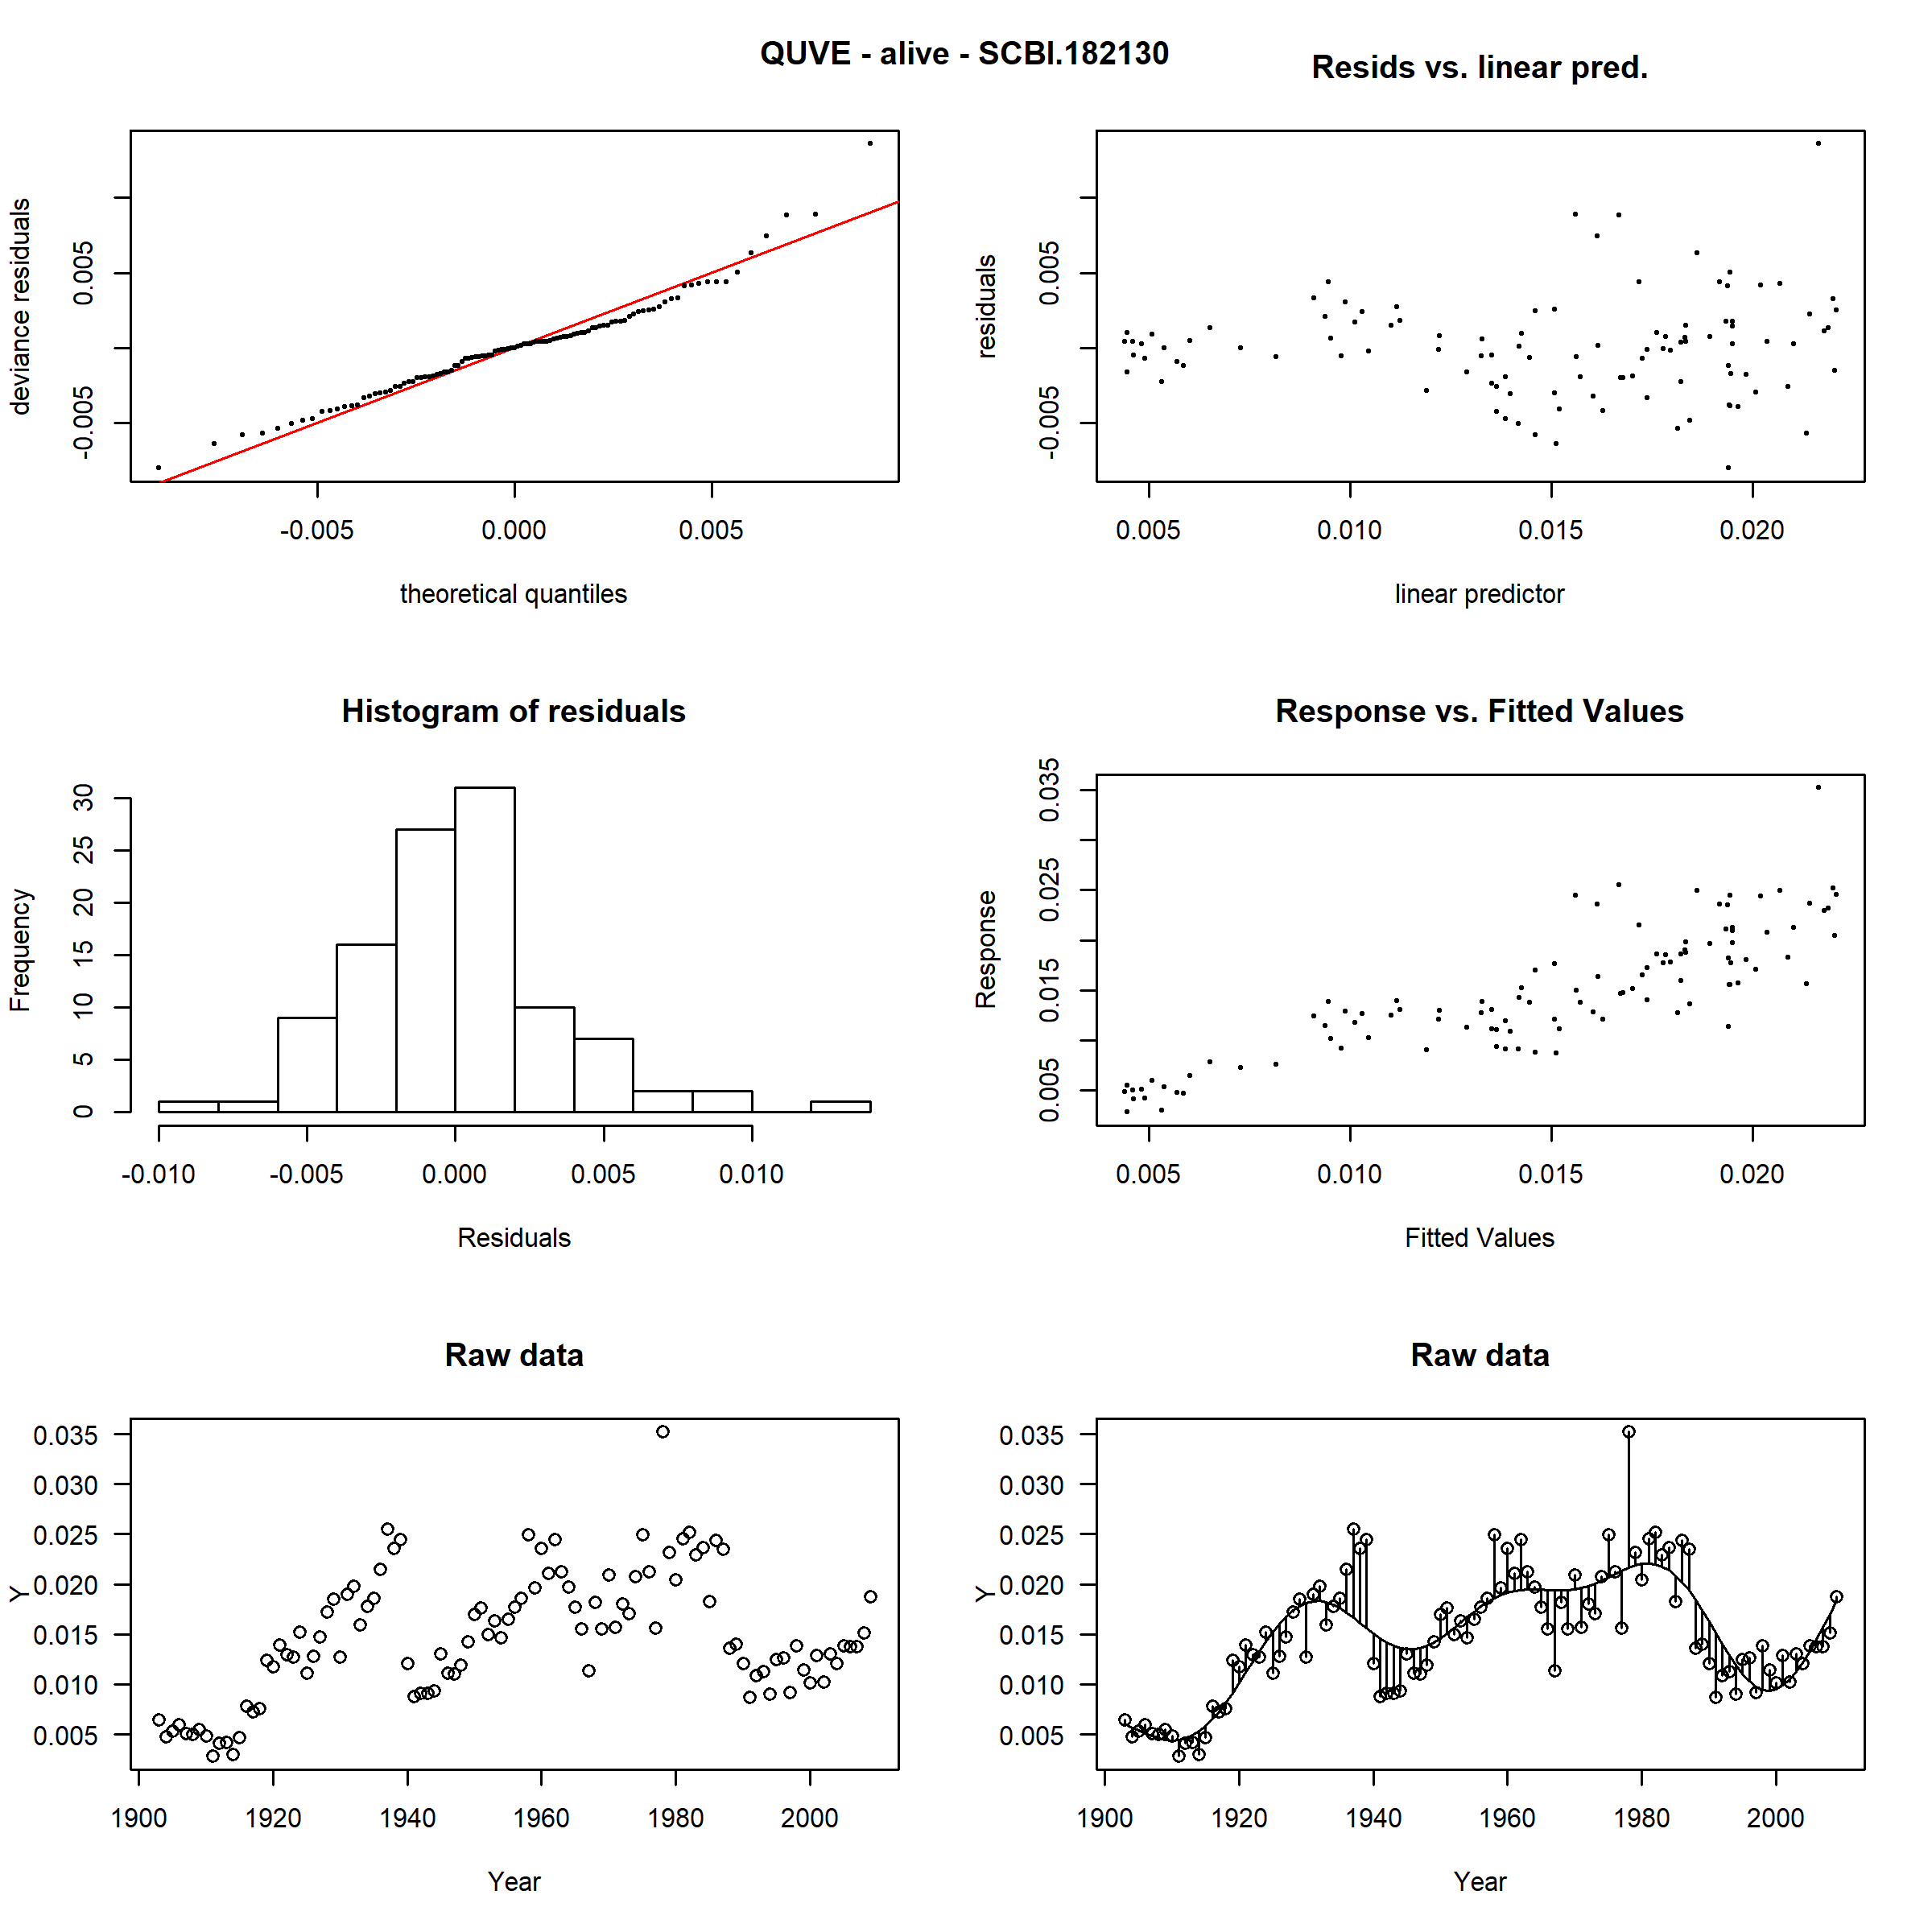 QUVE - alive - SCBI.182130
Resids vs. linear pred.
deviance residuals
-0.005 0.005
-0.005 0.000 0.005
theoretical quantiles
residuals
-0.005 0.005
0.005 0.010 0.015 0.020
linear predictor
Histogram of residuals
Frequency
0 5 10 15 20 25 30
-0.010 -0.005 0.000 0.005 0.010
Residuals
Response vs. Fitted Values
Response
0.005 0.015 0.025 0.035
0.005 0.010 0.015 0.020
Fitted Values
Raw data
Y
0.035
0.030
0.025
0.020
0.015
0.010
0.005
1900 1920 1940 1960 1980 2000
Year
Raw data
Y
0.035
0.030
0.025
0.020
0.015
0.010
0.005
1900 1920 1940 1960 1980 2000
Year